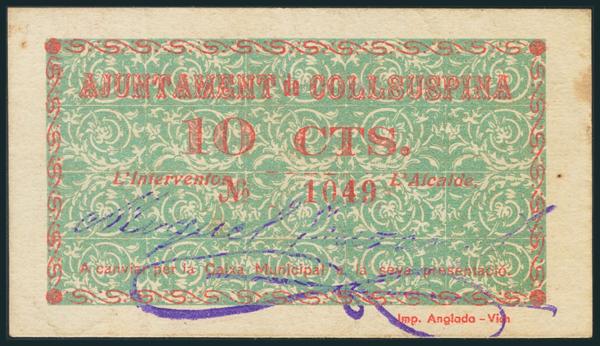 AJUNTAMENT de COLLSUSPINA
10 CTS.
L'Interventor, Nº 1049 L'Alcalde,
A canviar per la Caixa Municipal a la seva presentació.
Imp. Anglada - Vich